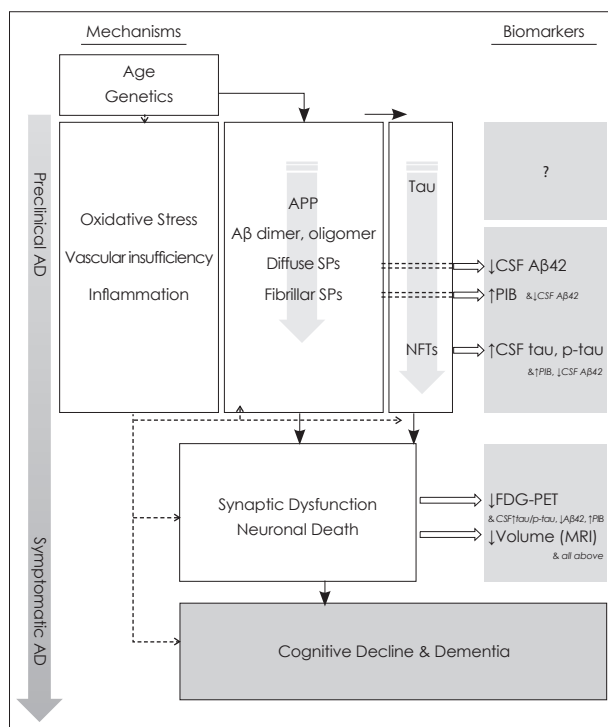 Mechanisms
Biomarkers
Age
Genetics
Preclinical AD
Symptomatic AD
Oxidative Stress
Vascular insufficiency
Inflammation
APP
Aβ dimer, oligomer
Diffuse SPs
Fibrillar SPs
Tau
NFTs
?
↓CSF Aβ42
↑PIB & ↓CSF Aβ42
↑CSF tau, p-tau
& ↑PIB, ↓CSF Aβ42
Synaptic Dysfunction
Neuronal Death
↓FDG-PET
& CSF↑tau/p-tau, ↓Aβ42, ↑PIB
↓Volume (MRI)
& all above
Cognitive Decline & Dementia